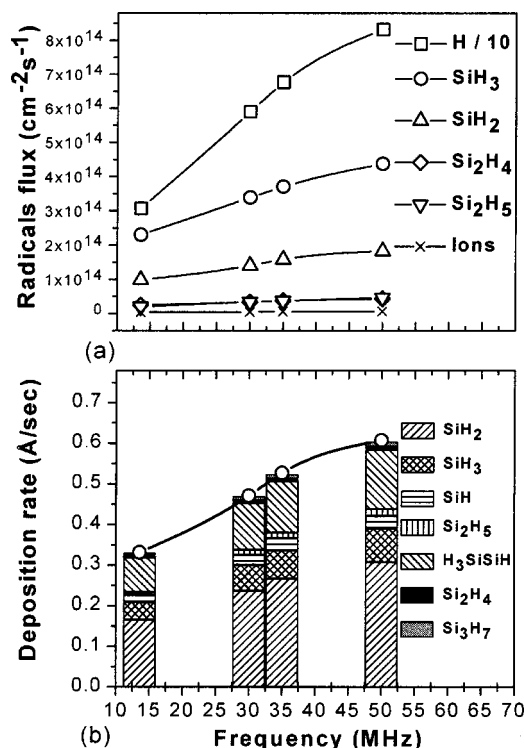 8x10¹⁴
7x10¹⁴
6x10¹⁴
5x10¹⁴
4x10¹⁴
3x10¹⁴
2x10¹⁴
1x10¹⁴
0
Radicals flux (cm⁻²s⁻¹)
H / 10
SiH₃
SiH₂
Si₂H₄
Si₂H₅
Ions
(a)
0.7
0.6
0.5
0.4
0.3
0.2
0.1
0.0
Deposition rate (Å/sec)
SiH₂
SiH₃
SiH
Si₂H₅
H₃SiSiH
Si₂H₄
Si₃H₇
10 15 20 25 30 35 40 45 50 55 60 65 70
(b)
Frequency (MHz)